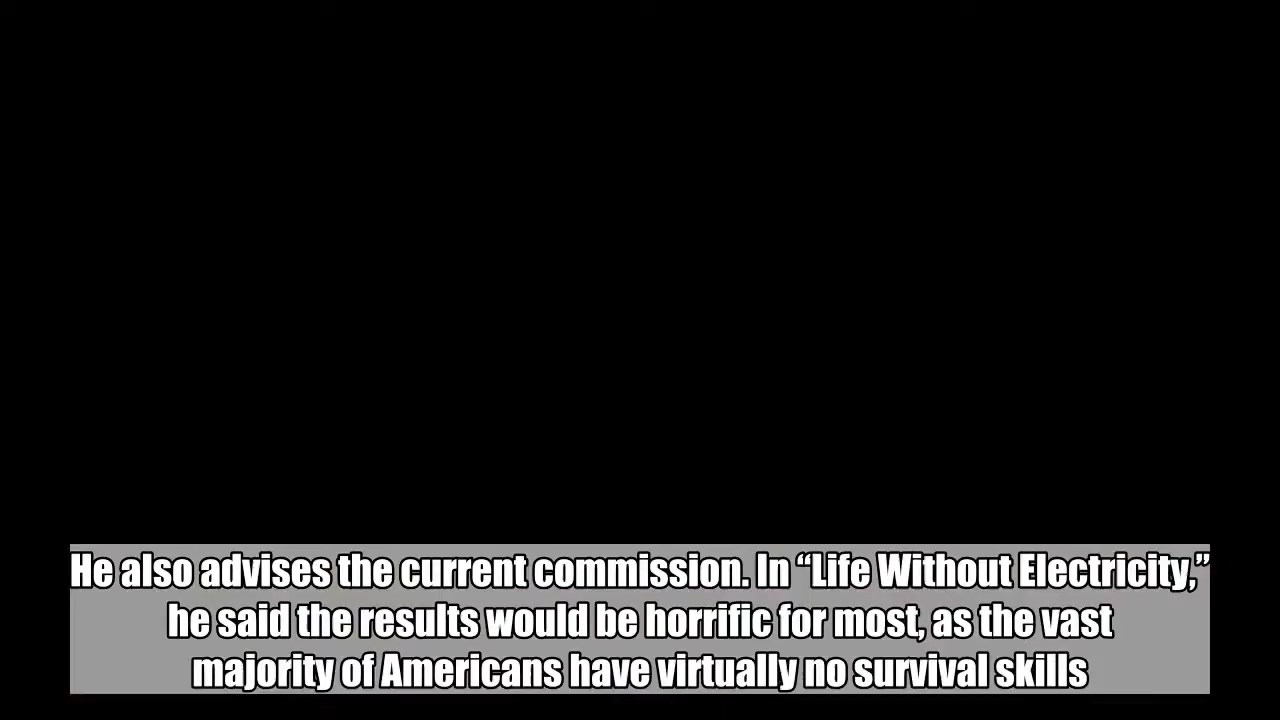 He also advises the current commission. In “Life Without Electricity,”
he said the results would be horrific for most, as the vast
majority of Americans have virtually no survival skills